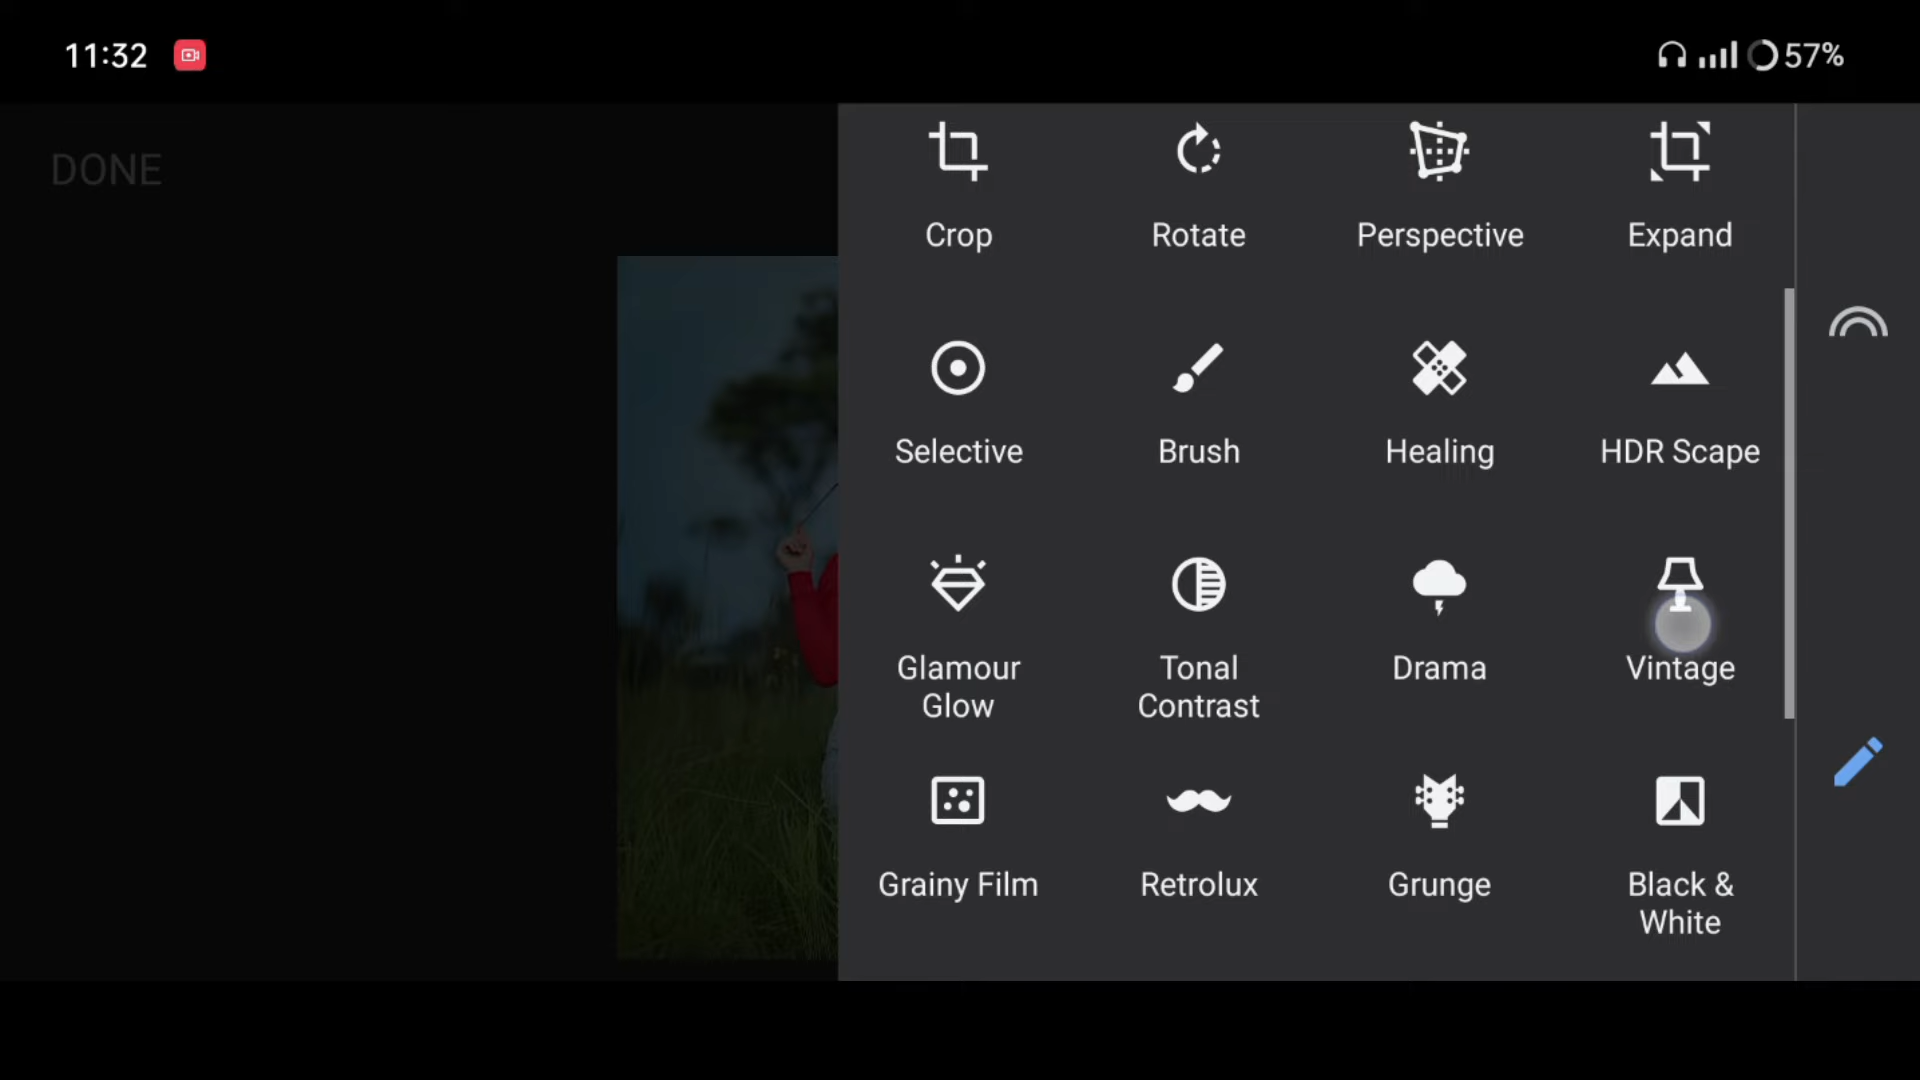 11:32
57%
DONE
Crop
Rotate
Perspective
Expand
Selective
Brush
Healing
HDR Scape
Glamour
Glow
Tonal
Contrast
Drama
Vintage
Grainy Film
Retrolux
Grunge
Black &
White